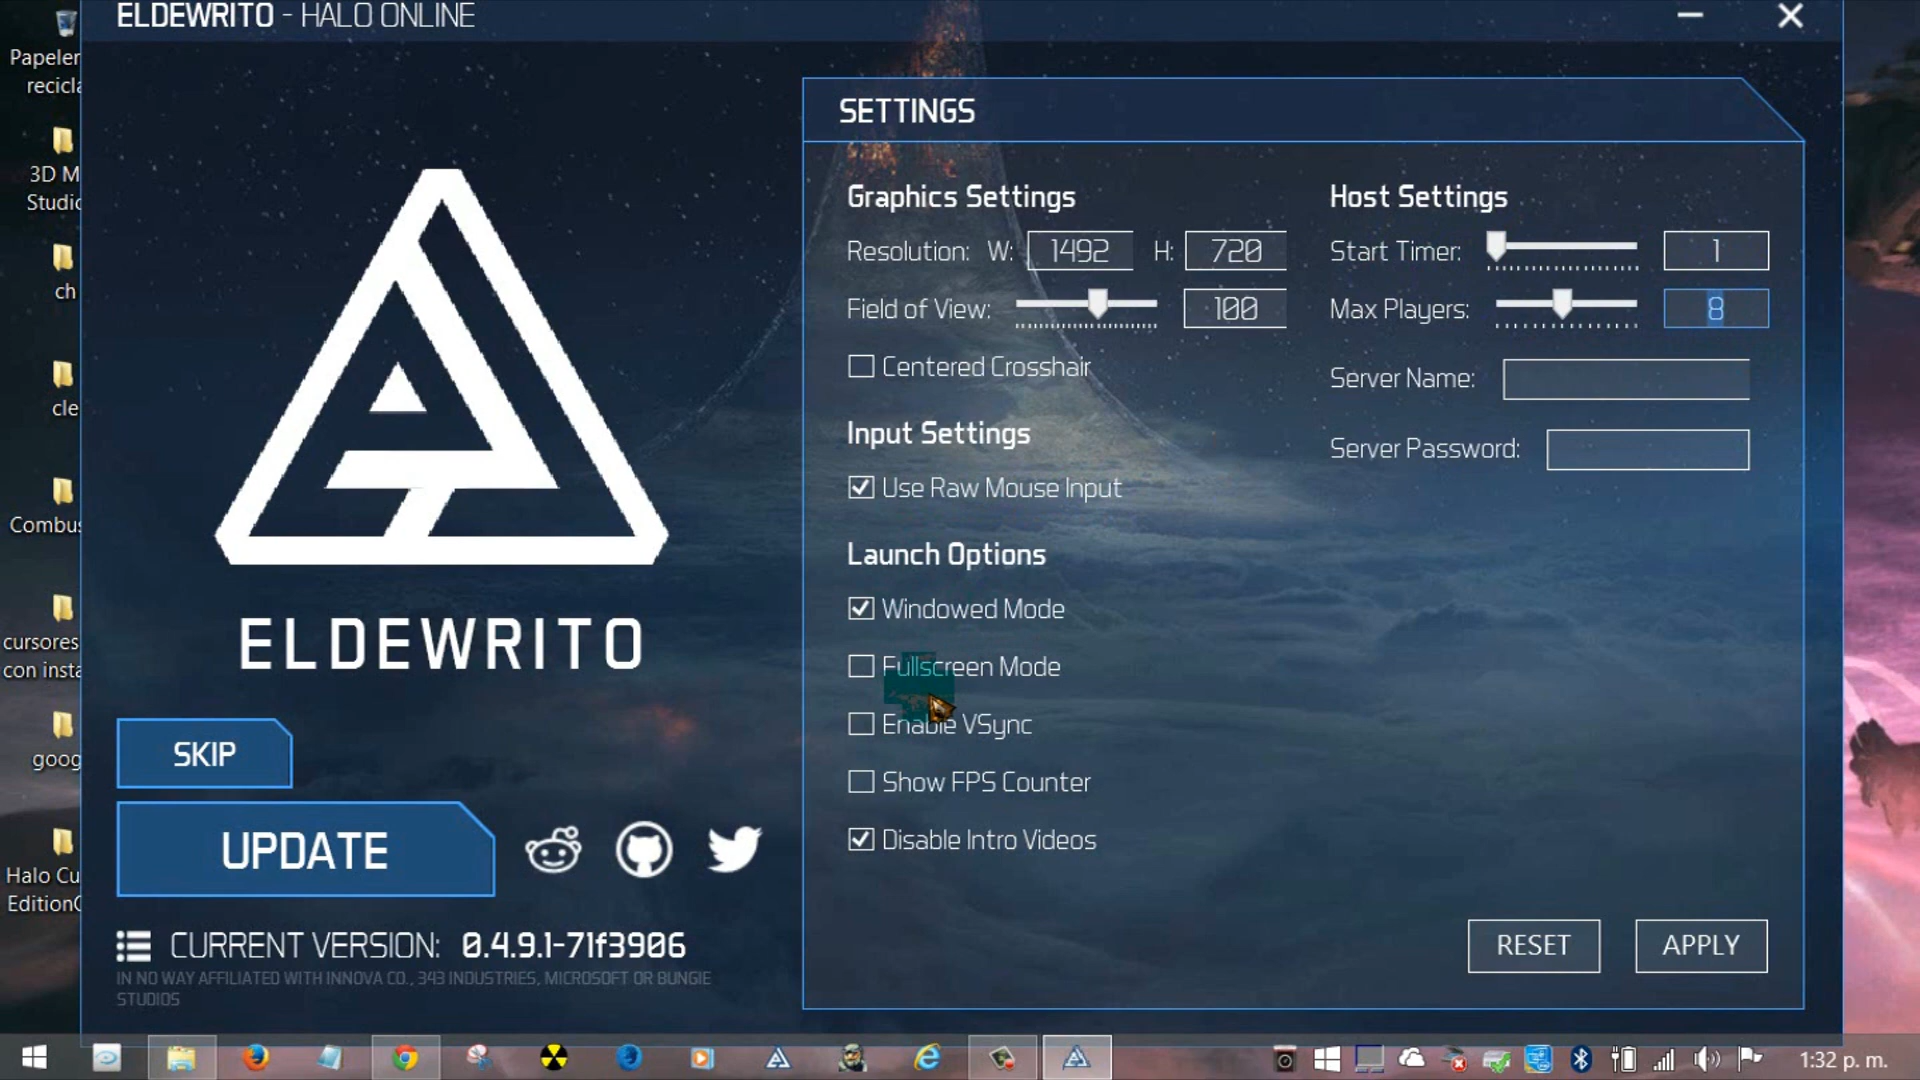 ELDEWRITO - HALO ONLINE
Papeler
recicla
3D M
Studio
ch
cle
Combus
cursores
con insta
goog
Halo Cu
EditionC
ELDEWRITO
SKIP
UPDATE
CURRENT VERSION: 0.4.9.1-71f3906
IN NO WAY AFFILIATED WITH INNOVA CO., 343 INDUSTRIES, MICROSOFT OR BUNGIE
STUDIOS
SETTINGS
Graphics Settings
Resolution: W: 1492 H: 720
Field of View: 100
Centered Crosshair
Input Settings
Use Raw Mouse Input
Launch Options
Windowed Mode
Fullscreen Mode
Enable VSync
Show FPS Counter
Disable Intro Videos
Host Settings
Start Timer: 1
Max Players: 8
Server Name:
Server Password:
RESET
APPLY
1:32 p. m.